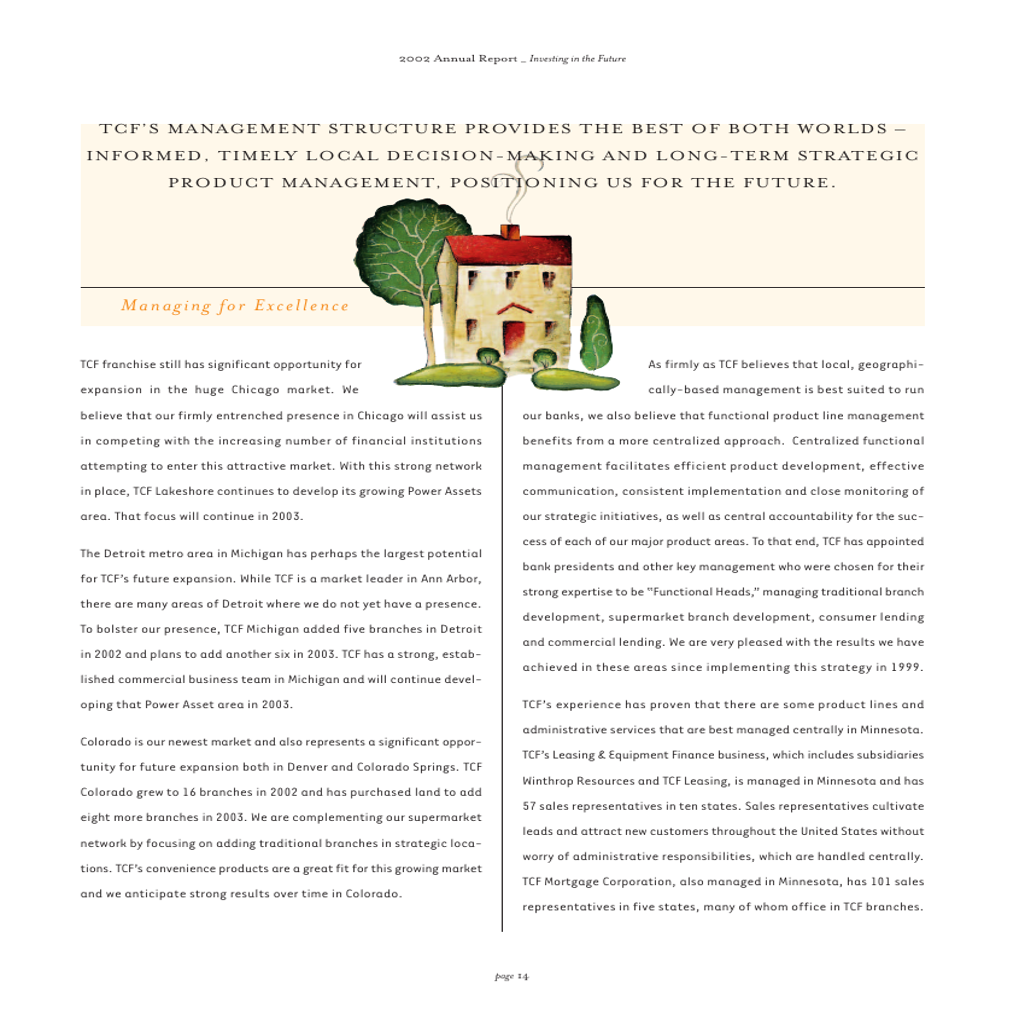 2002 Annual Report _ Investing in the Future
TCF'S MANAGEMENT STRUCTURE PROVIDES THE BEST OF BOTH WORLDS –
INFORMED, TIMELY LOCAL DECISION-MAKING AND LONG-TERM STRATEGIC
PRODUCT MANAGEMENT, POSITIONING US FOR THE FUTURE.
Managing for Excellence
TCF franchise still has significant opportunity for
expansion in the huge Chicago market. We
believe that our firmly entrenched presence in Chicago will assist us
in competing with the increasing number of financial institutions
attempting to enter this attractive market. With this strong network
in place, TCF Lakeshore continues to develop its growing Power Assets
area. That focus will continue in 2003.
The Detroit metro area in Michigan has perhaps the largest potential
for TCF's future expansion. While TCF is a market leader in Ann Arbor,
there are many areas of Detroit where we do not yet have a presence.
To bolster our presence, TCF Michigan added five branches in Detroit
in 2002 and plans to add another six in 2003. TCF has a strong, estab-
lished commercial business team in Michigan and will continue devel-
oping that Power Asset area in 2003.
Colorado is our newest market and also represents a significant oppor-
tunity for future expansion both in Denver and Colorado Springs. TCF
Colorado grew to 16 branches in 2002 and has purchased land to add
eight more branches in 2003. We are complementing our supermarket
network by focusing on adding traditional branches in strategic loca-
tions. TCF's convenience products are a great fit for this growing market
and we anticipate strong results over time in Colorado.
As firmly as TCF believes that local, geographi-
cally-based management is best suited to run
our banks, we also believe that functional product line management
benefits from a more centralized approach. Centralized functional
management facilitates efficient product development, effective
communication, consistent implementation and close monitoring of
our strategic initiatives, as well as central accountability for the suc-
cess of each of our major product areas. To that end, TCF has appointed
bank presidents and other key management who were chosen for their
strong expertise to be "Functional Heads," managing traditional branch
development, supermarket branch development, consumer lending
and commercial lending. We are very pleased with the results we have
achieved in these areas since implementing this strategy in 1999.
TCF's experience has proven that there are some product lines and
administrative services that are best managed centrally in Minnesota.
TCF's Leasing & Equipment Finance business, which includes subsidiaries
Winthrop Resources and TCF Leasing, is managed in Minnesota and has
57 sales representatives in ten states. Sales representatives cultivate
leads and attract new customers throughout the United States without
worry of administrative responsibilities, which are handled centrally.
TCF Mortgage Corporation, also managed in Minnesota, has 101 sales
representatives in five states, many of whom office in TCF branches.
page 14